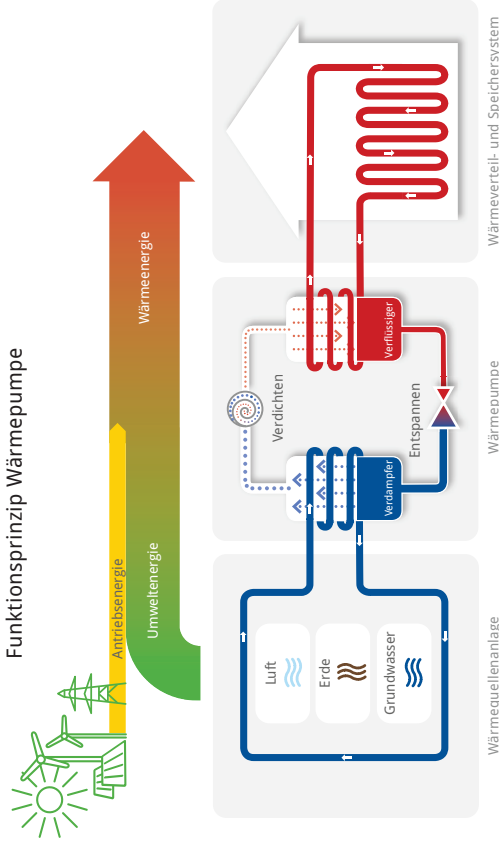 Funktionsprinzip Wärmepumpe
Antriebsenergie
Umweltenergie
Wärmeenergie
Luft
Erde
Grundwasser
Verdichten
Verdampfer
Entspannen
Verflüssiger
Wärmequellenanlage
Wärmepumpe
Wärmeverteil- und Speichersystem